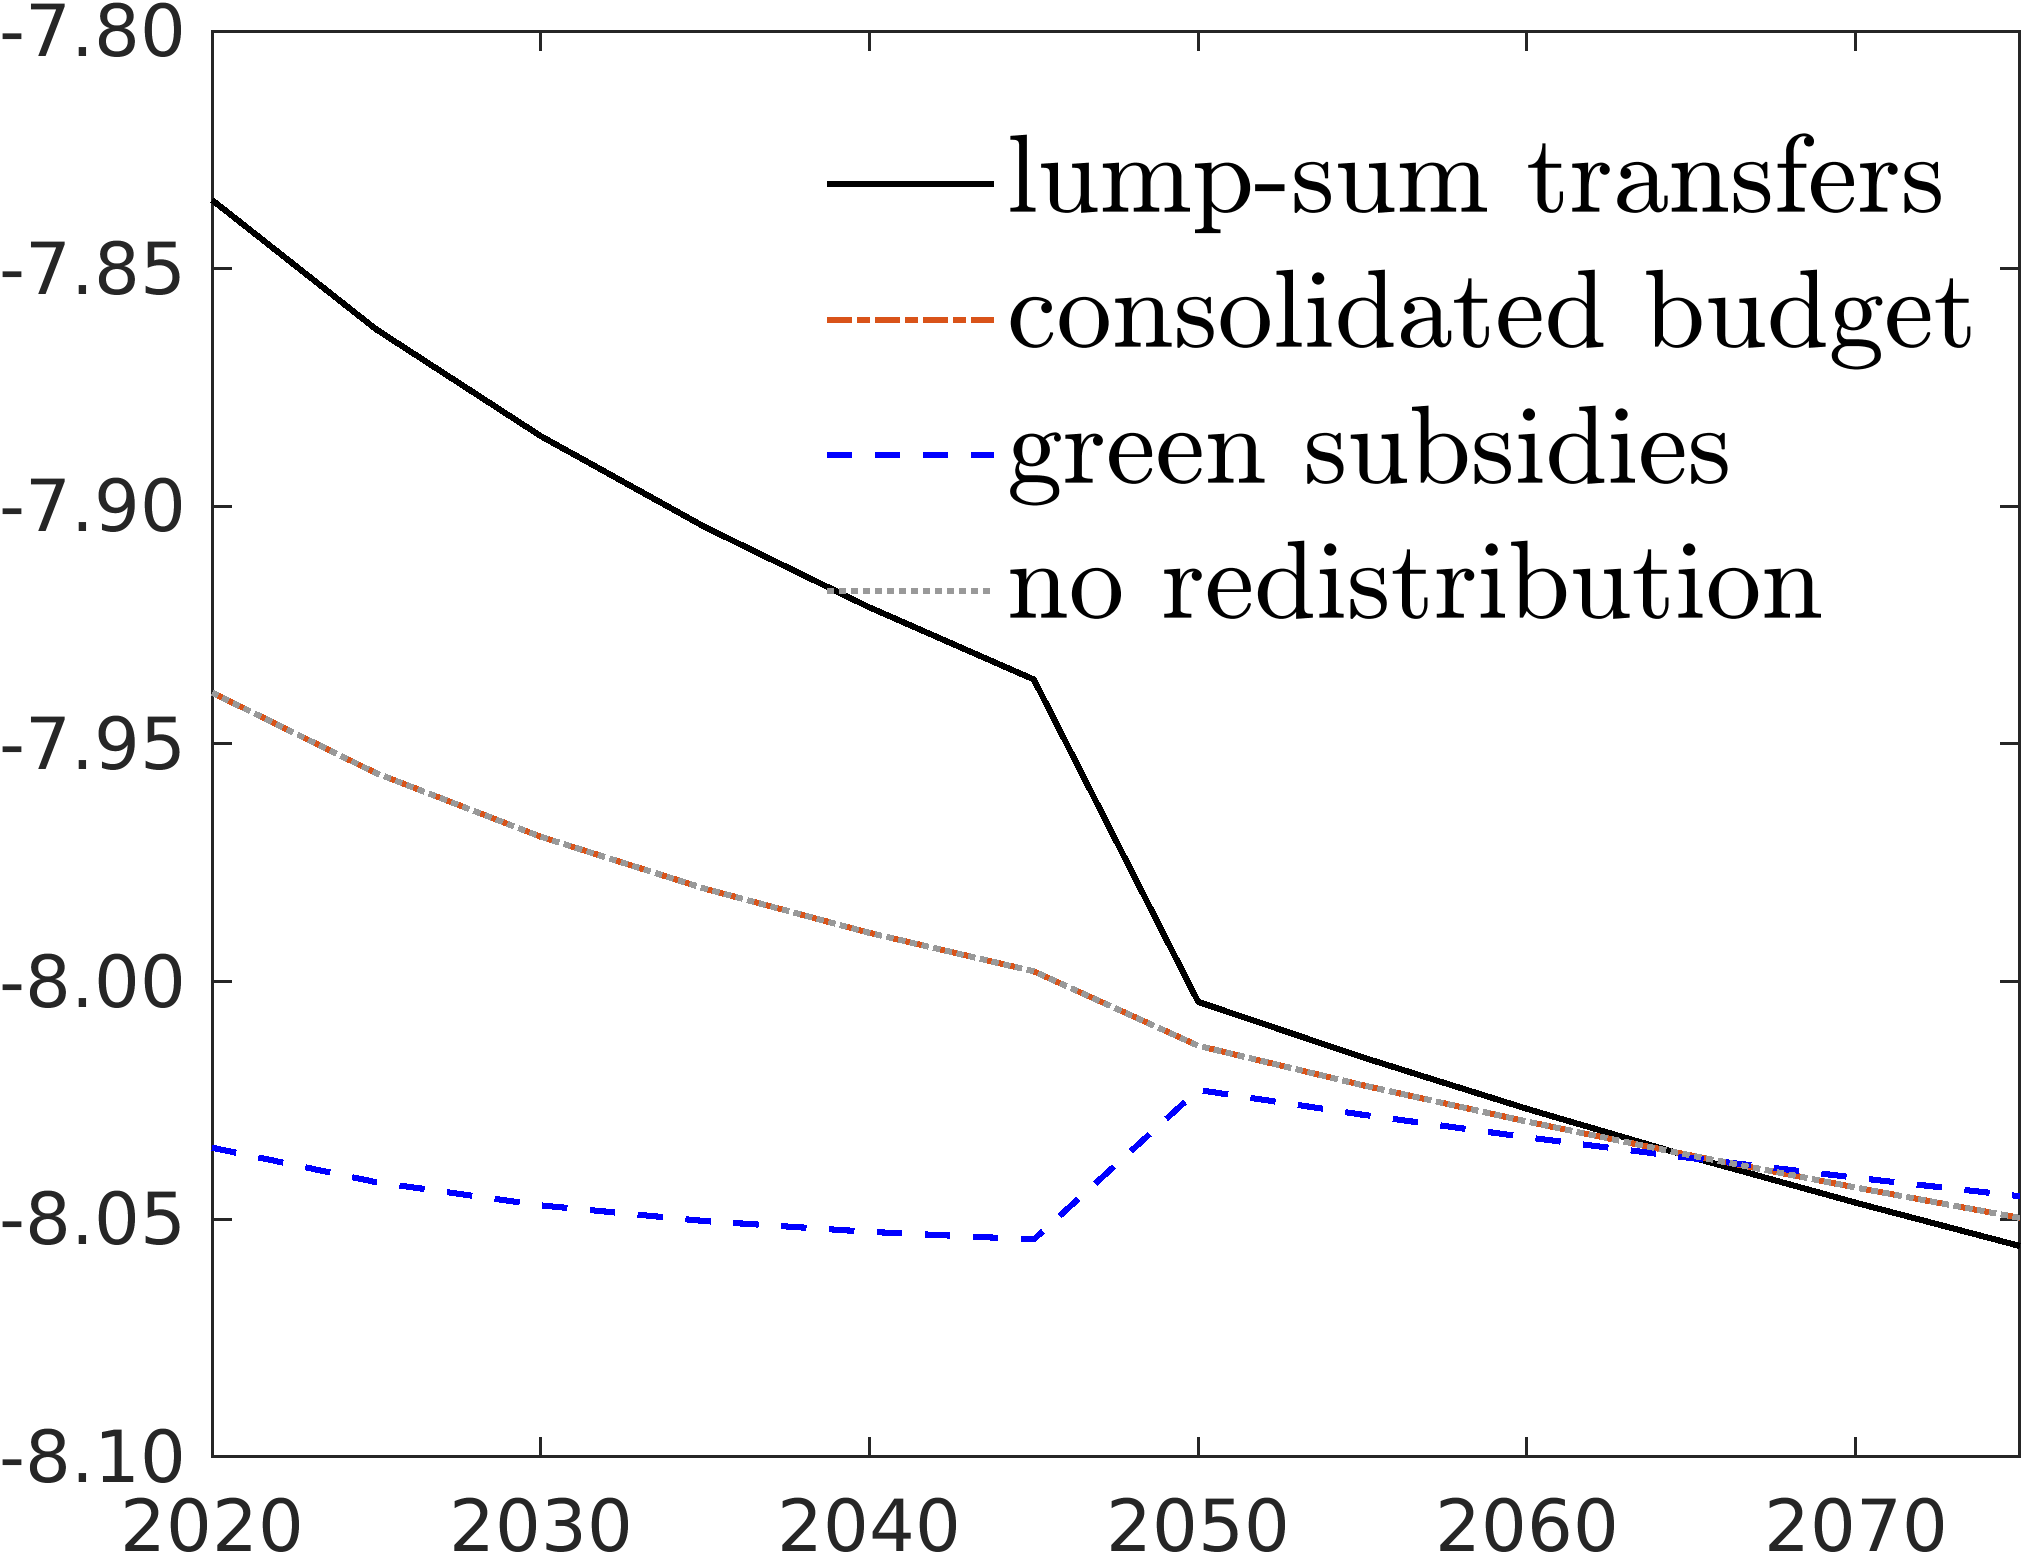 -7.80
-7.85
-7.90
-7.95
-8.00
-8.05
-8.10
lump-sum transfers
consolidated budget
green subsidies
no redistribution
2020 2030 2040 2050 2060 2070